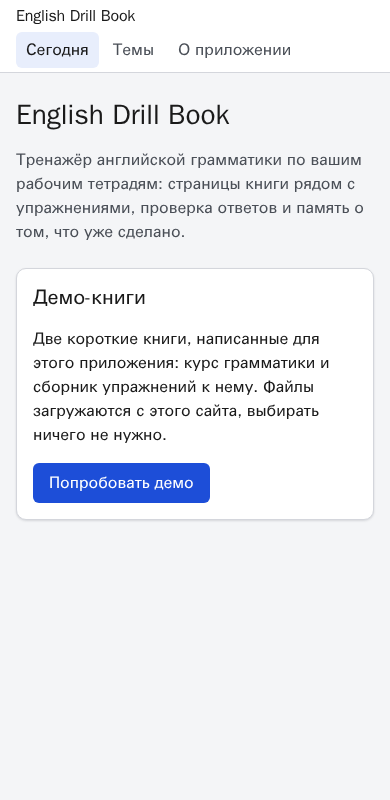 English Drill Book
Сегодня Темы О приложении
English Drill Book
Тренажёр английской грамматики по вашим
рабочим тетрадям: страницы книги рядом с
упражнениями, проверка ответов и память о
том, что уже сделано.
Демо-книги
Две короткие книги, написанные для
этого приложения: курс грамматики и
сборник упражнений к нему. Файлы
загружаются с этого сайта, выбирать
ничего не нужно.
Попробовать демо